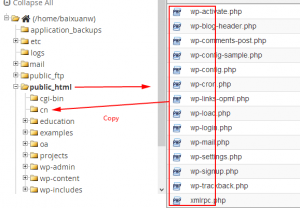 Collapse All
(/home/baixuanw)
application_backups
etc
logs
mail
public_ftp
public_html
cgi-bin
cn
education
examples
oa
projects
wp-admin
wp-content
wp-includes
Copy
wp-activate.php
wp-blog-header.php
wp-comments-post.php
wp-config-sample.php
wp-config.php
wp-cron.php
wp-links-opml.php
wp-load.php
wp-login.php
wp-mail.php
wp-settings.php
wp-signup.php
wp-trackback.php
xmlrpc.php